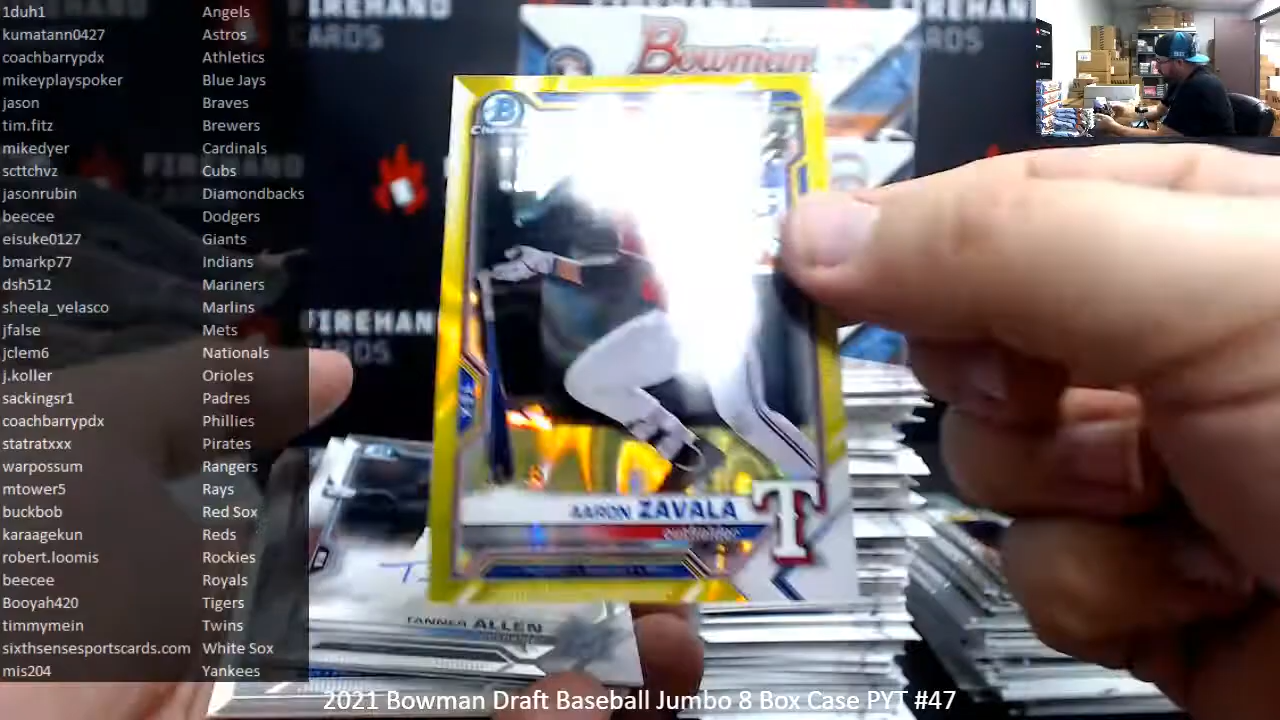 1duh1 Angels
kumatann0427 Astros
coachbarrypdx Athletics
mikeyplayspoker Blue Jays
jason Braves
tim.fitz Brewers
mikedyer Cardinals
scttchvz Cubs
jasonrubin Diamondbacks
beecee Dodgers
eisuke0127 Giants
bmarkp77 Indians
dsh512 Mariners
sheela_velasco Marlins
jfalse Mets
jclem6 Nationals
j.koller Orioles
sackingsr1 Padres
coachbarrypdx Phillies
statratxxx Pirates
warpossum Rangers
mtower5 Rays
buckbob Red Sox
karaagekun Reds
robert.loomis Rockies
beecee Royals
Booyah420 Tigers
timmymein Twins
sixthsensesportscards.com White Sox
mis204 Yankees
FIREHAND
CARDS
Bowman
FIREHAND
FIREHAND
CARDS
AARON ZAVALA
outfielder
T
TANNER ALLEN
2021 Bowman Draft Baseball Jumbo 8 Box Case PYT #47